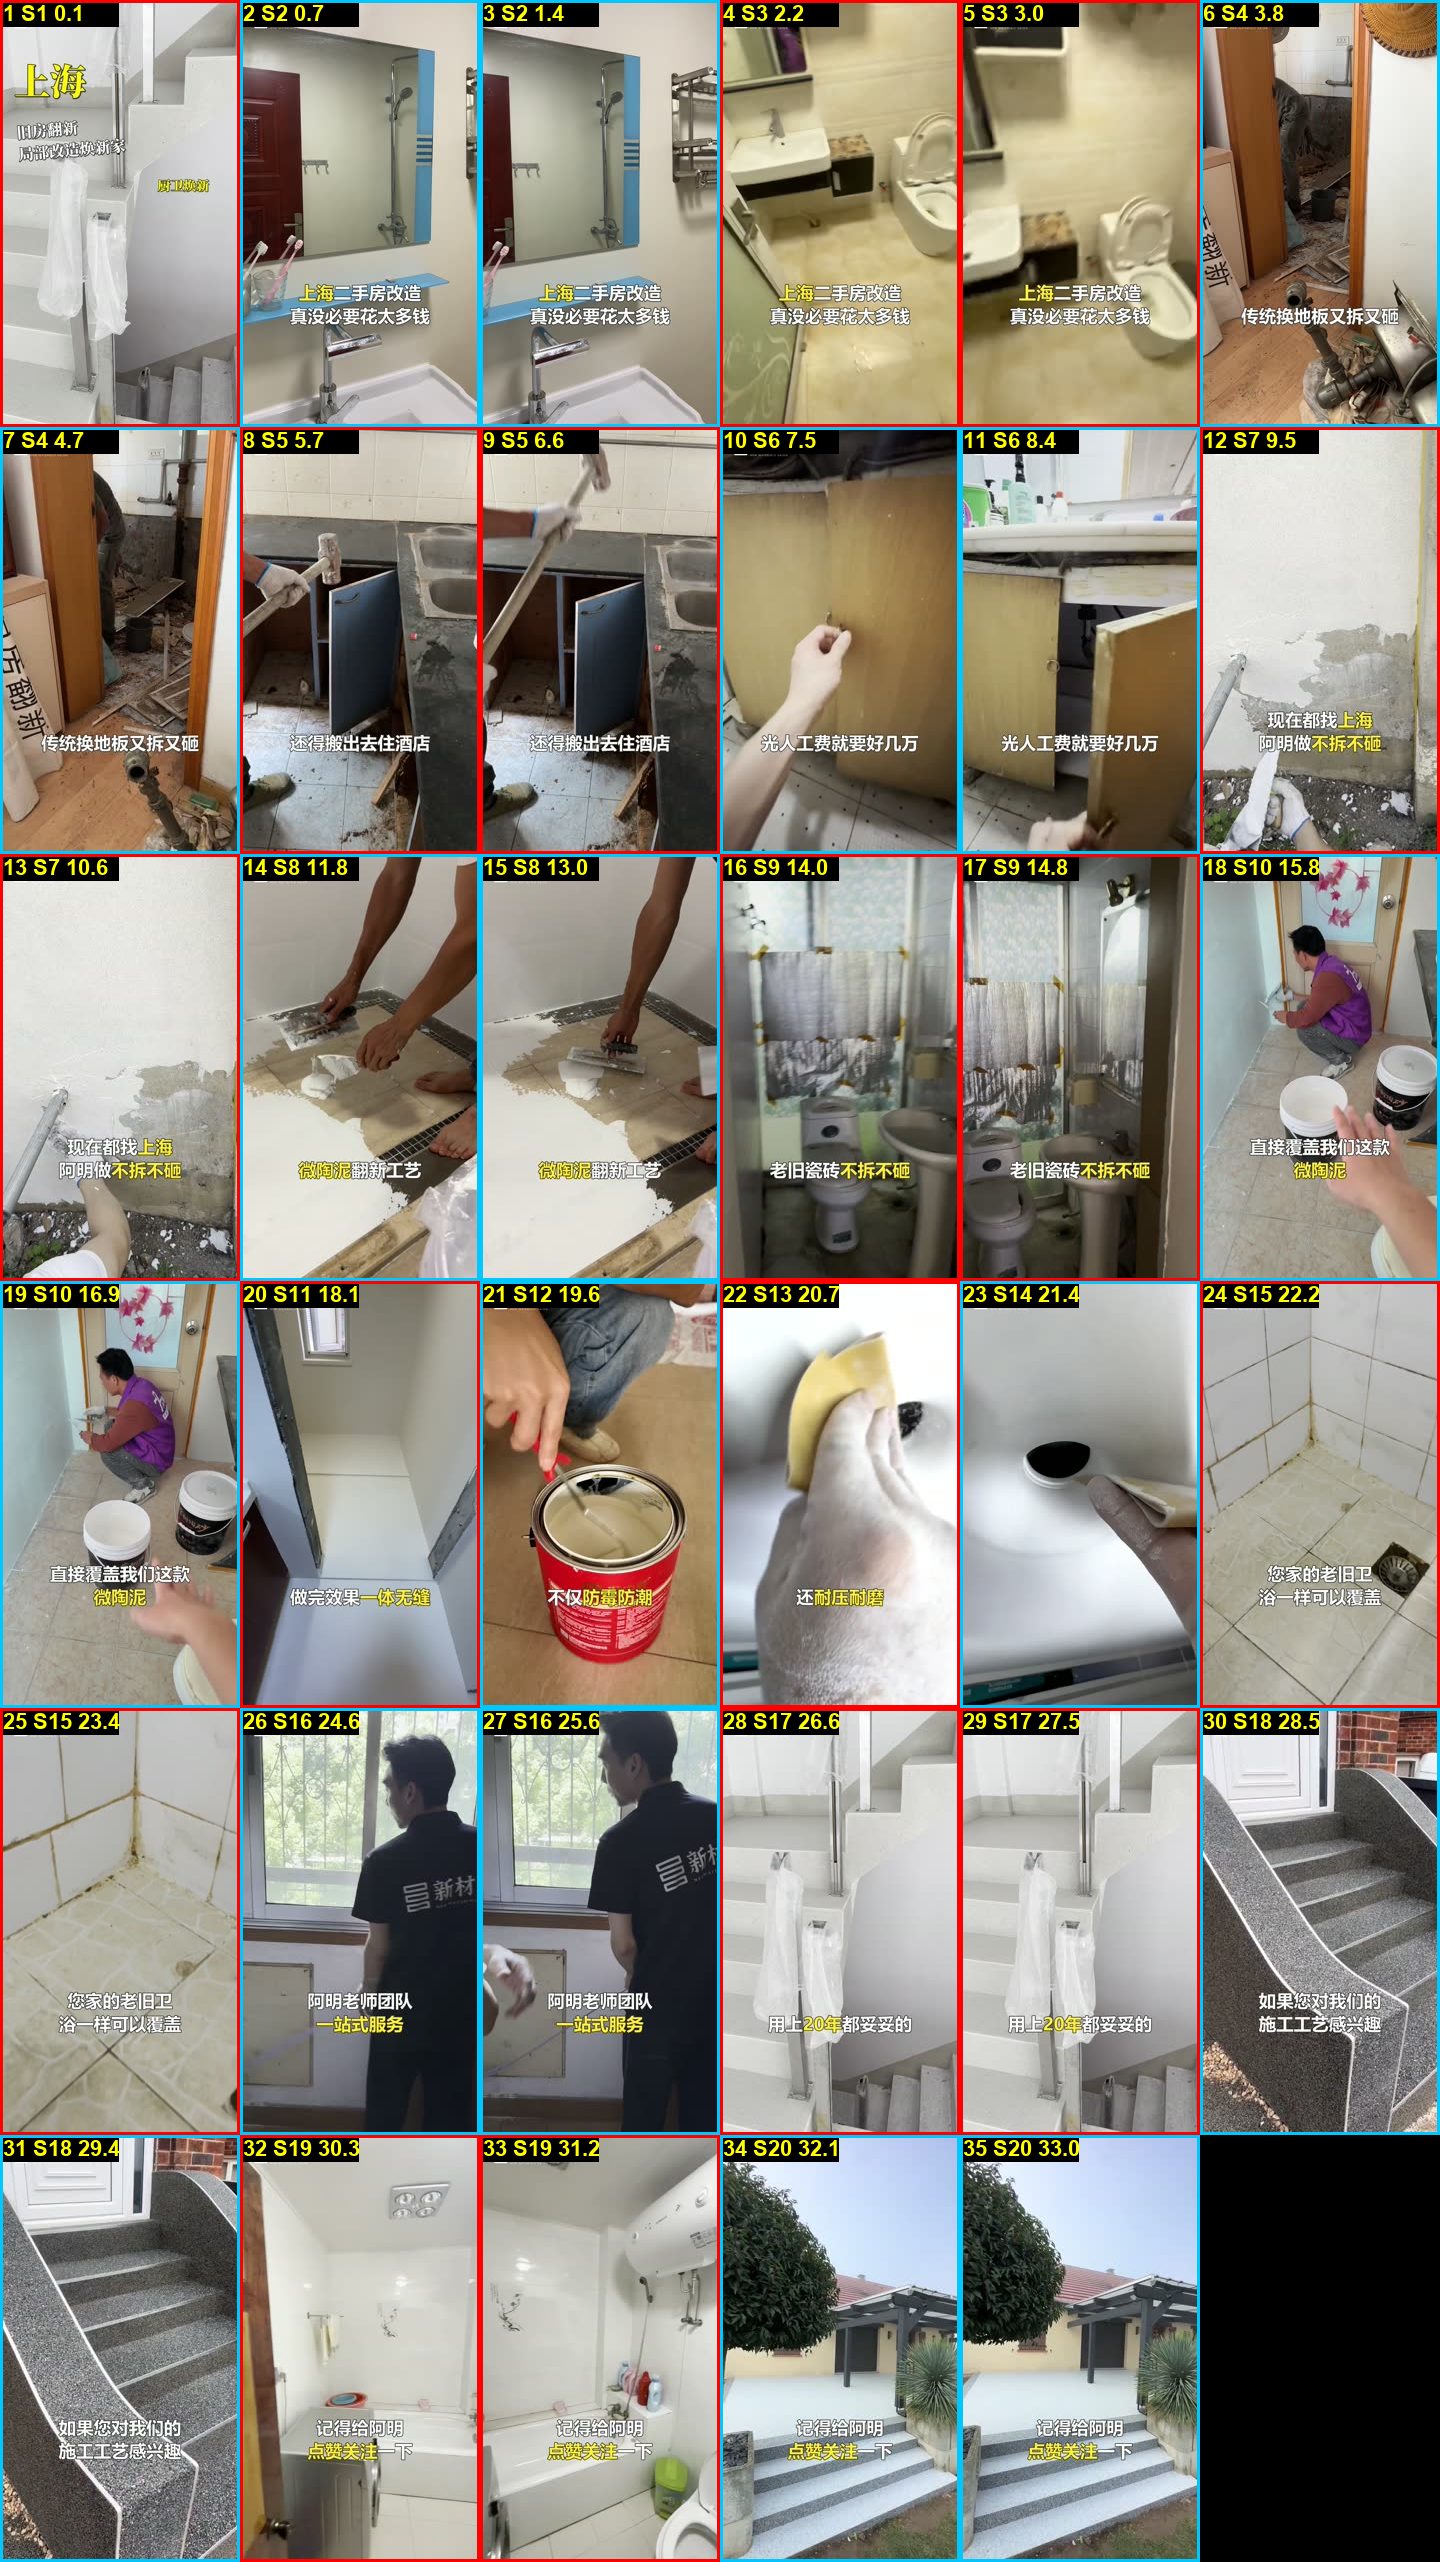 1 S1 0.1
上海
旧房翻新
局部改造焕新家
厨卫焕新
2 S2 0.7
上海二手房改造
真没必要花太多钱
3 S2 1.4
上海二手房改造
真没必要花太多钱
4 S3 2.2
上海二手房改造
真没必要花太多钱
5 S3 3.0
上海二手房改造
真没必要花太多钱
6 S4 3.8
翻新
传统换地板又拆又砸
7 S4 4.7
翻新
传统换地板又拆又砸
8 S5 5.7
还得搬出去住酒店
9 S5 6.6
还得搬出去住酒店
10 S6 7.5
光人工费就要好几万
11 S6 8.4
光人工费就要好几万
12 S7 9.5
现在都找上海
阿明做不拆不砸
13 S7 10.6
现在都找上海
阿明做不拆不砸
14 S8 11.8
微陶泥翻新工艺
15 S8 13.0
微陶泥翻新工艺
16 S9 14.0
老旧瓷砖不拆不砸
17 S9 14.8
老旧瓷砖不拆不砸
18 S10 15.8
直接覆盖我们这款
微陶泥
19 S10 16.9
直接覆盖我们这款
微陶泥
20 S11 18.1
做完效果一体无缝
21 S12 19.6
不仅防霉防潮
22 S13 20.7
还耐压耐磨
23 S14 21.4
24 S15 22.2
您家的老旧卫
浴一样可以覆盖
25 S15 23.4
您家的老旧卫
浴一样可以覆盖
26 S16 24.6
新材
阿明老师团队
一站式服务
27 S16 25.6
新材
阿明老师团队
一站式服务
28 S17 26.6
用上20年都妥妥的
29 S17 27.5
用上20年都妥妥的
30 S18 28.5
如果您对我们的
施工工艺感兴趣
31 S18 29.4
如果您对我们的
施工工艺感兴趣
32 S19 30.3
记得给阿明
点赞关注一下
33 S19 31.2
记得给阿明
点赞关注一下
34 S20 32.1
记得给阿明
点赞关注一下
35 S20 33.0
记得给阿明
点赞关注一下